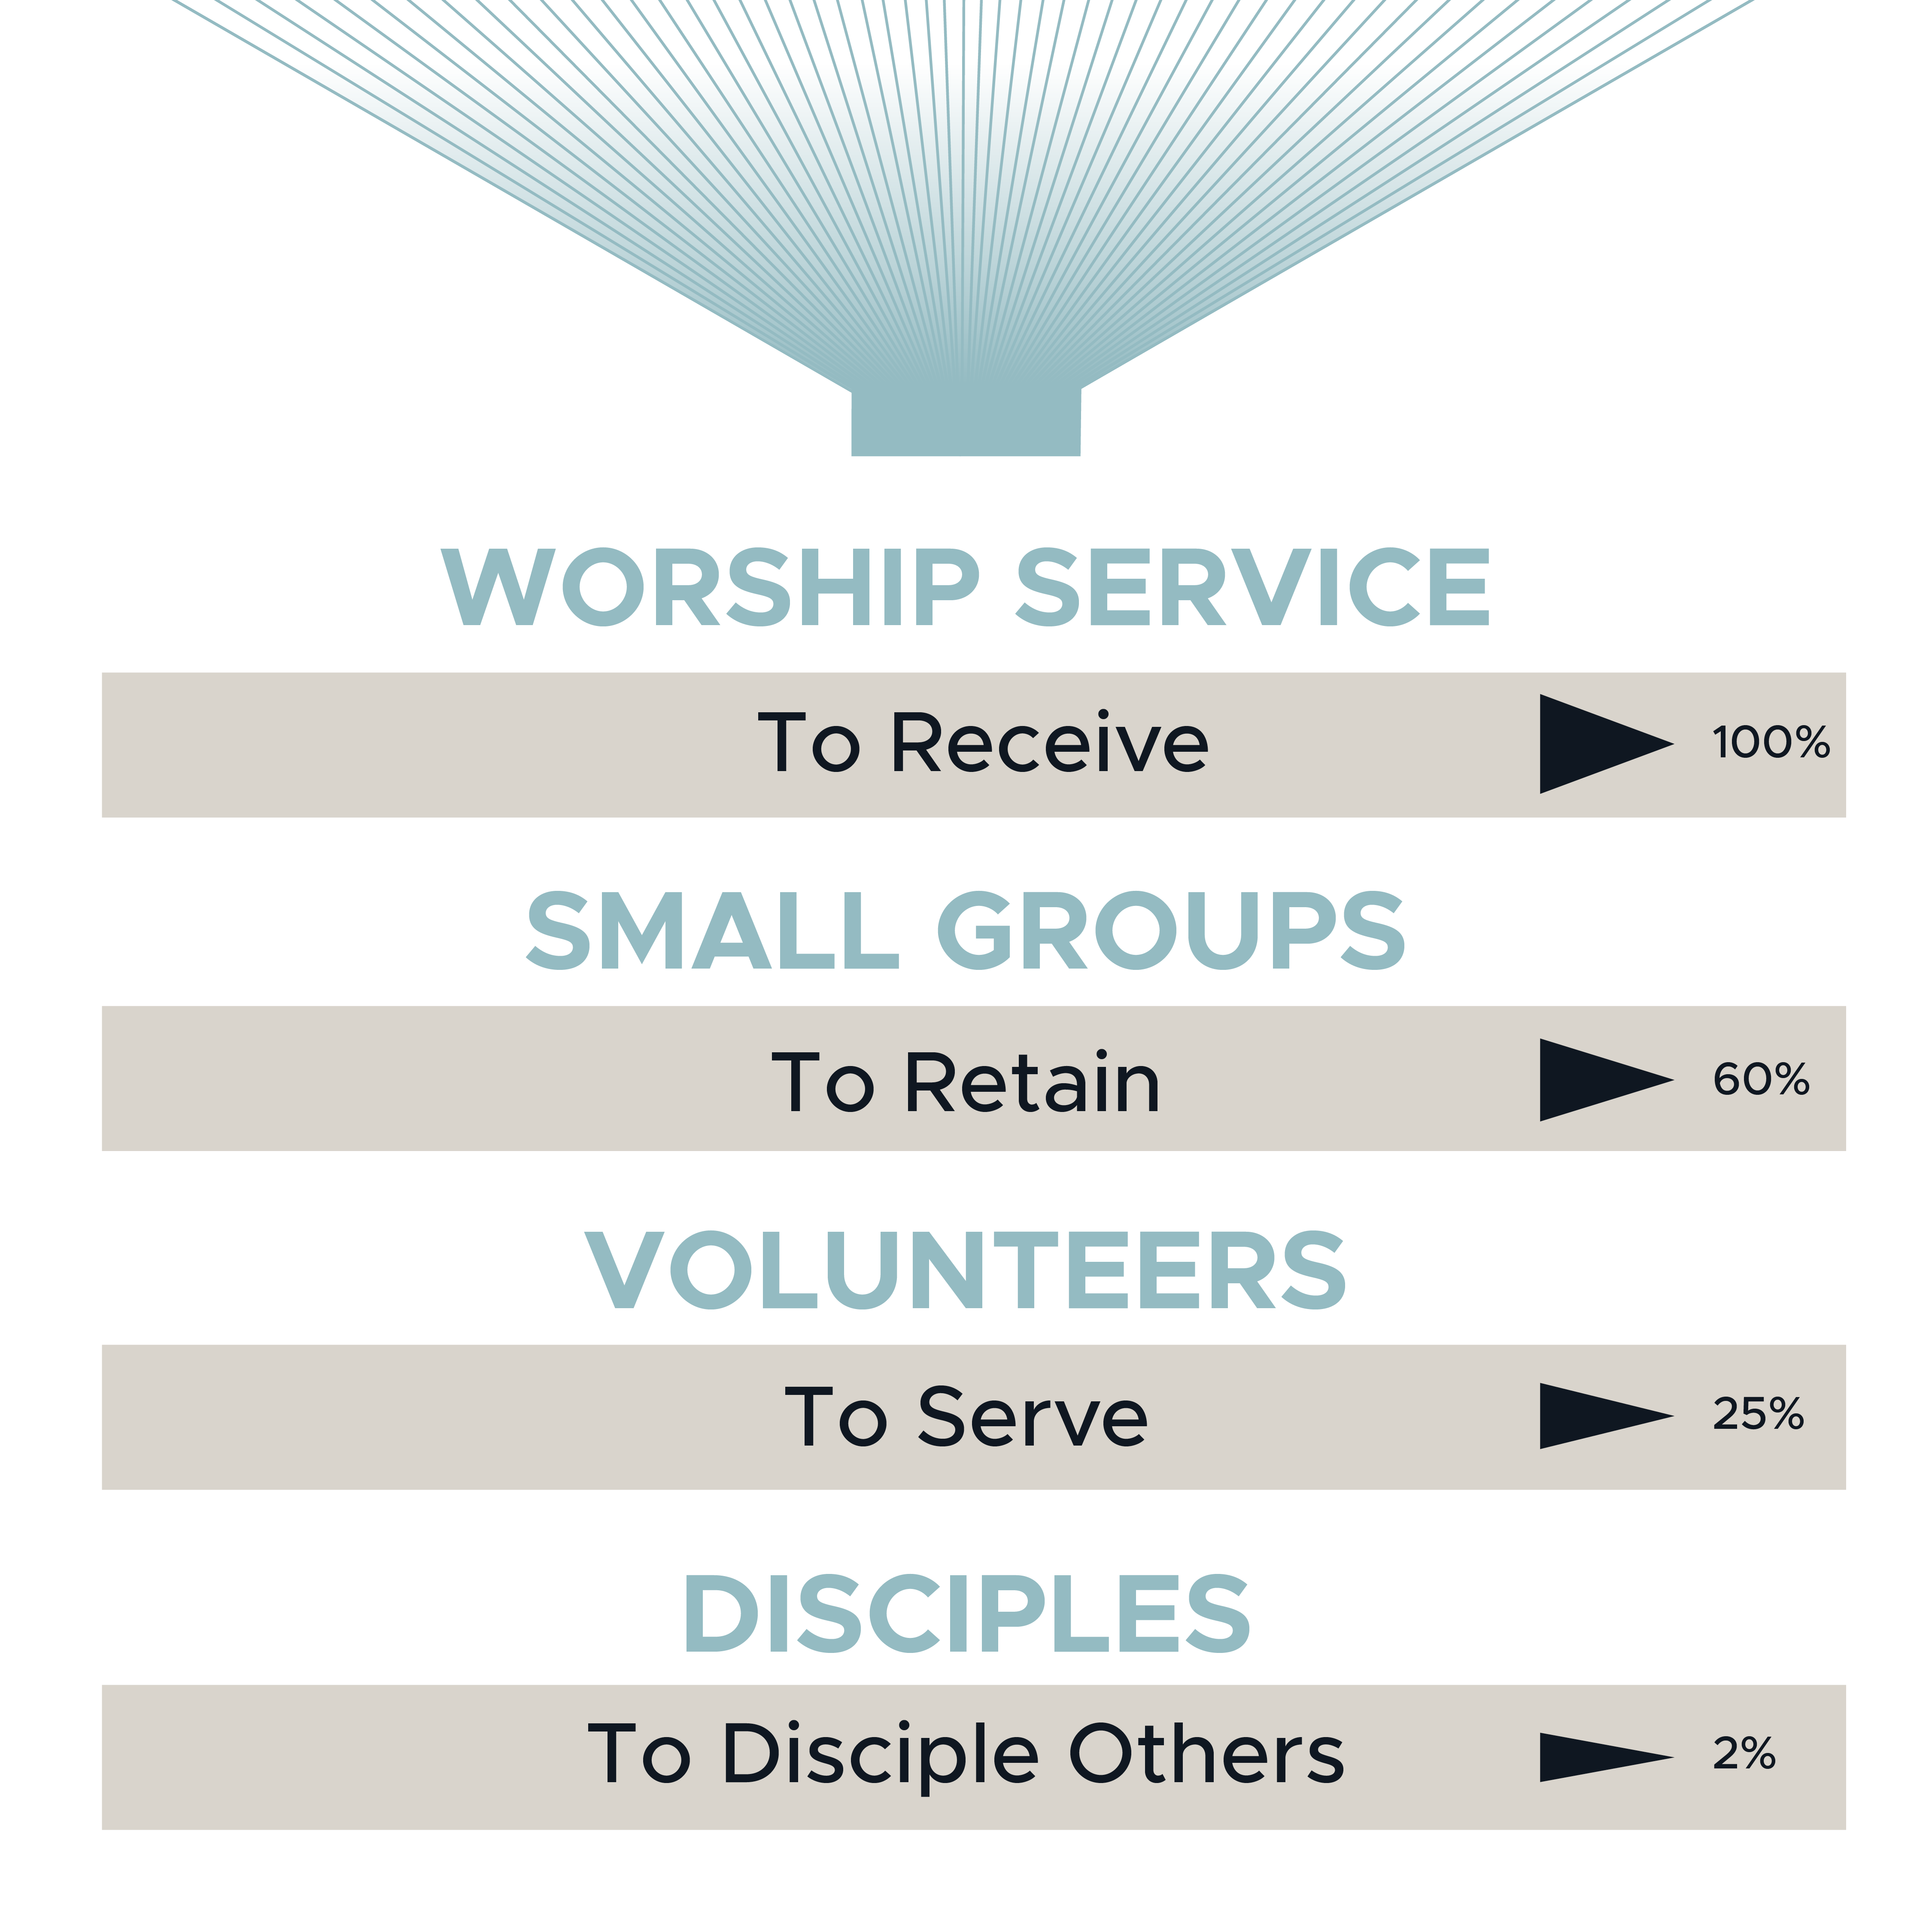 WORSHIP SERVICE
To Receive 100%
SMALL GROUPS
To Retain 60%
VOLUNTEERS
To Serve 25%
DISCIPLES
To Disciple Others 2%